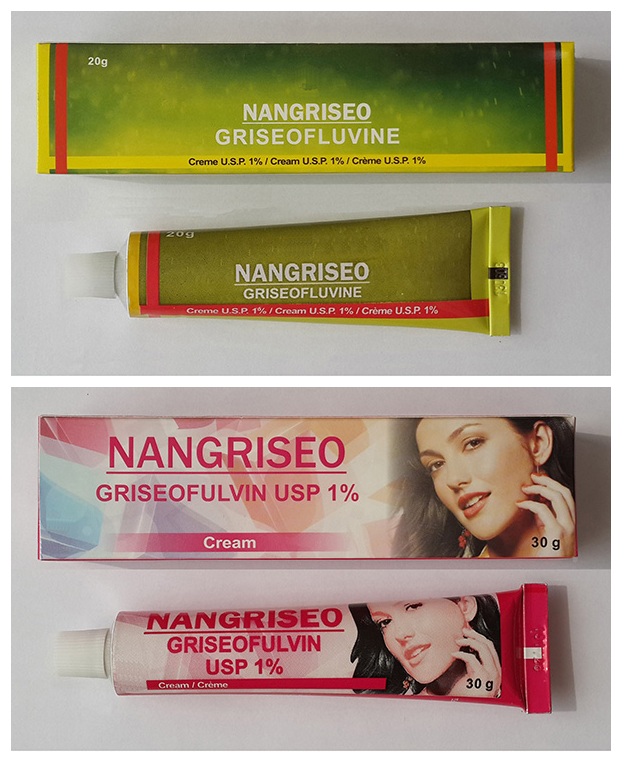 20g
NANGRISEO
GRISEOFLUVINE
Creme U.S.P. 1% / Cream U.S.P. 1% / Crème U.S.P. 1%
20g
NANGRISEO
GRISEOFLUVINE
Creme U.S.P. 1% / Cream U.S.P. 1% / Crème U.S.P. 1%
NANGRISEO
GRISEOFULVIN USP 1%
Cream
30 g
NANGRISEO
GRISEOFULVIN
USP 1%
Cream / Crème
30 g